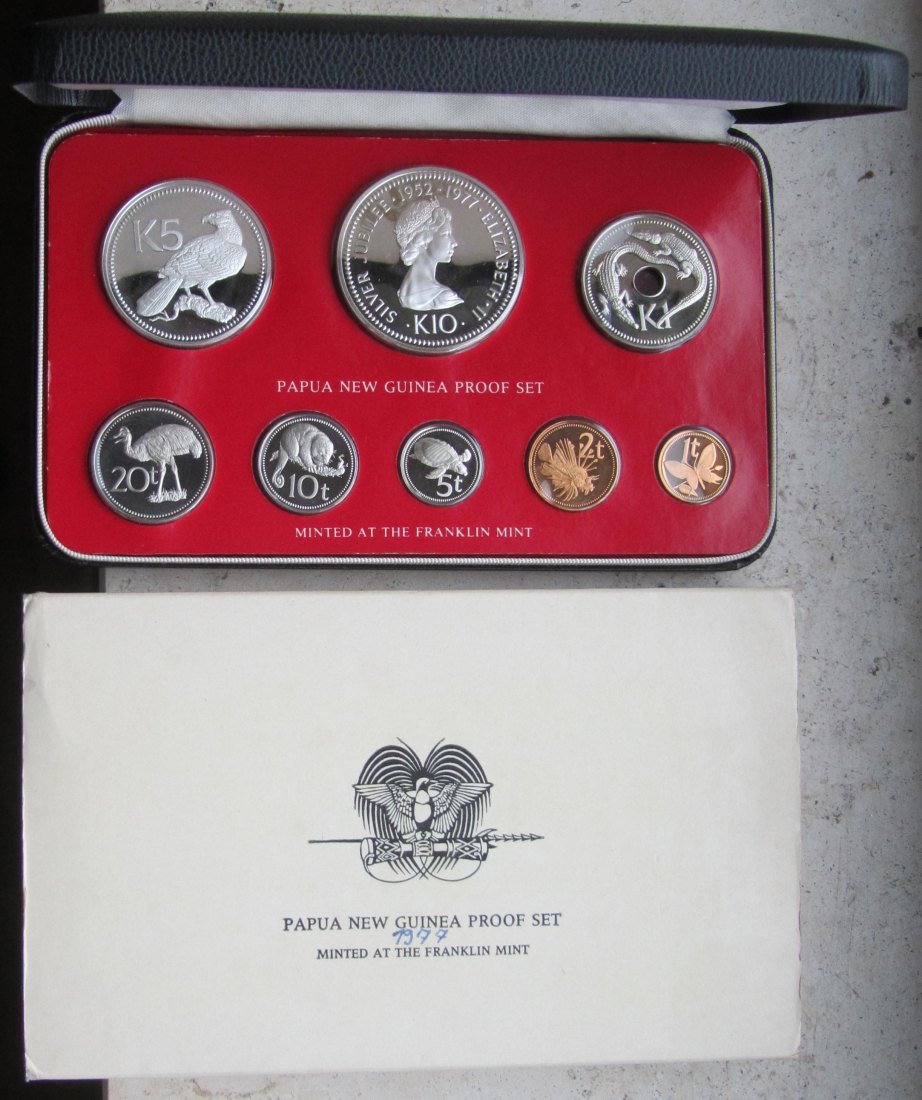 K5
SILVER JUBILEE · 1952 - 1977 · ELIZABETH · II
· K10 ·
K1
PAPUA NEW GUINEA PROOF SET
20t
10t
5t
2t
1t
MINTED AT THE FRANKLIN MINT
PAPUA NEW GUINEA PROOF SET
1977
MINTED AT THE FRANKLIN MINT